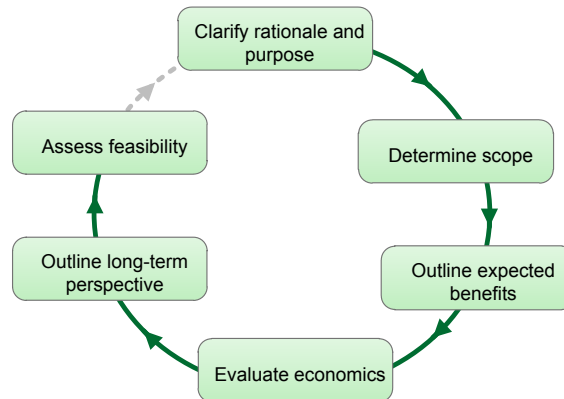 Clarify rationale and
purpose
Determine scope
Outline expected
benefits
Evaluate economics
Outline long-term
perspective
Assess feasibility